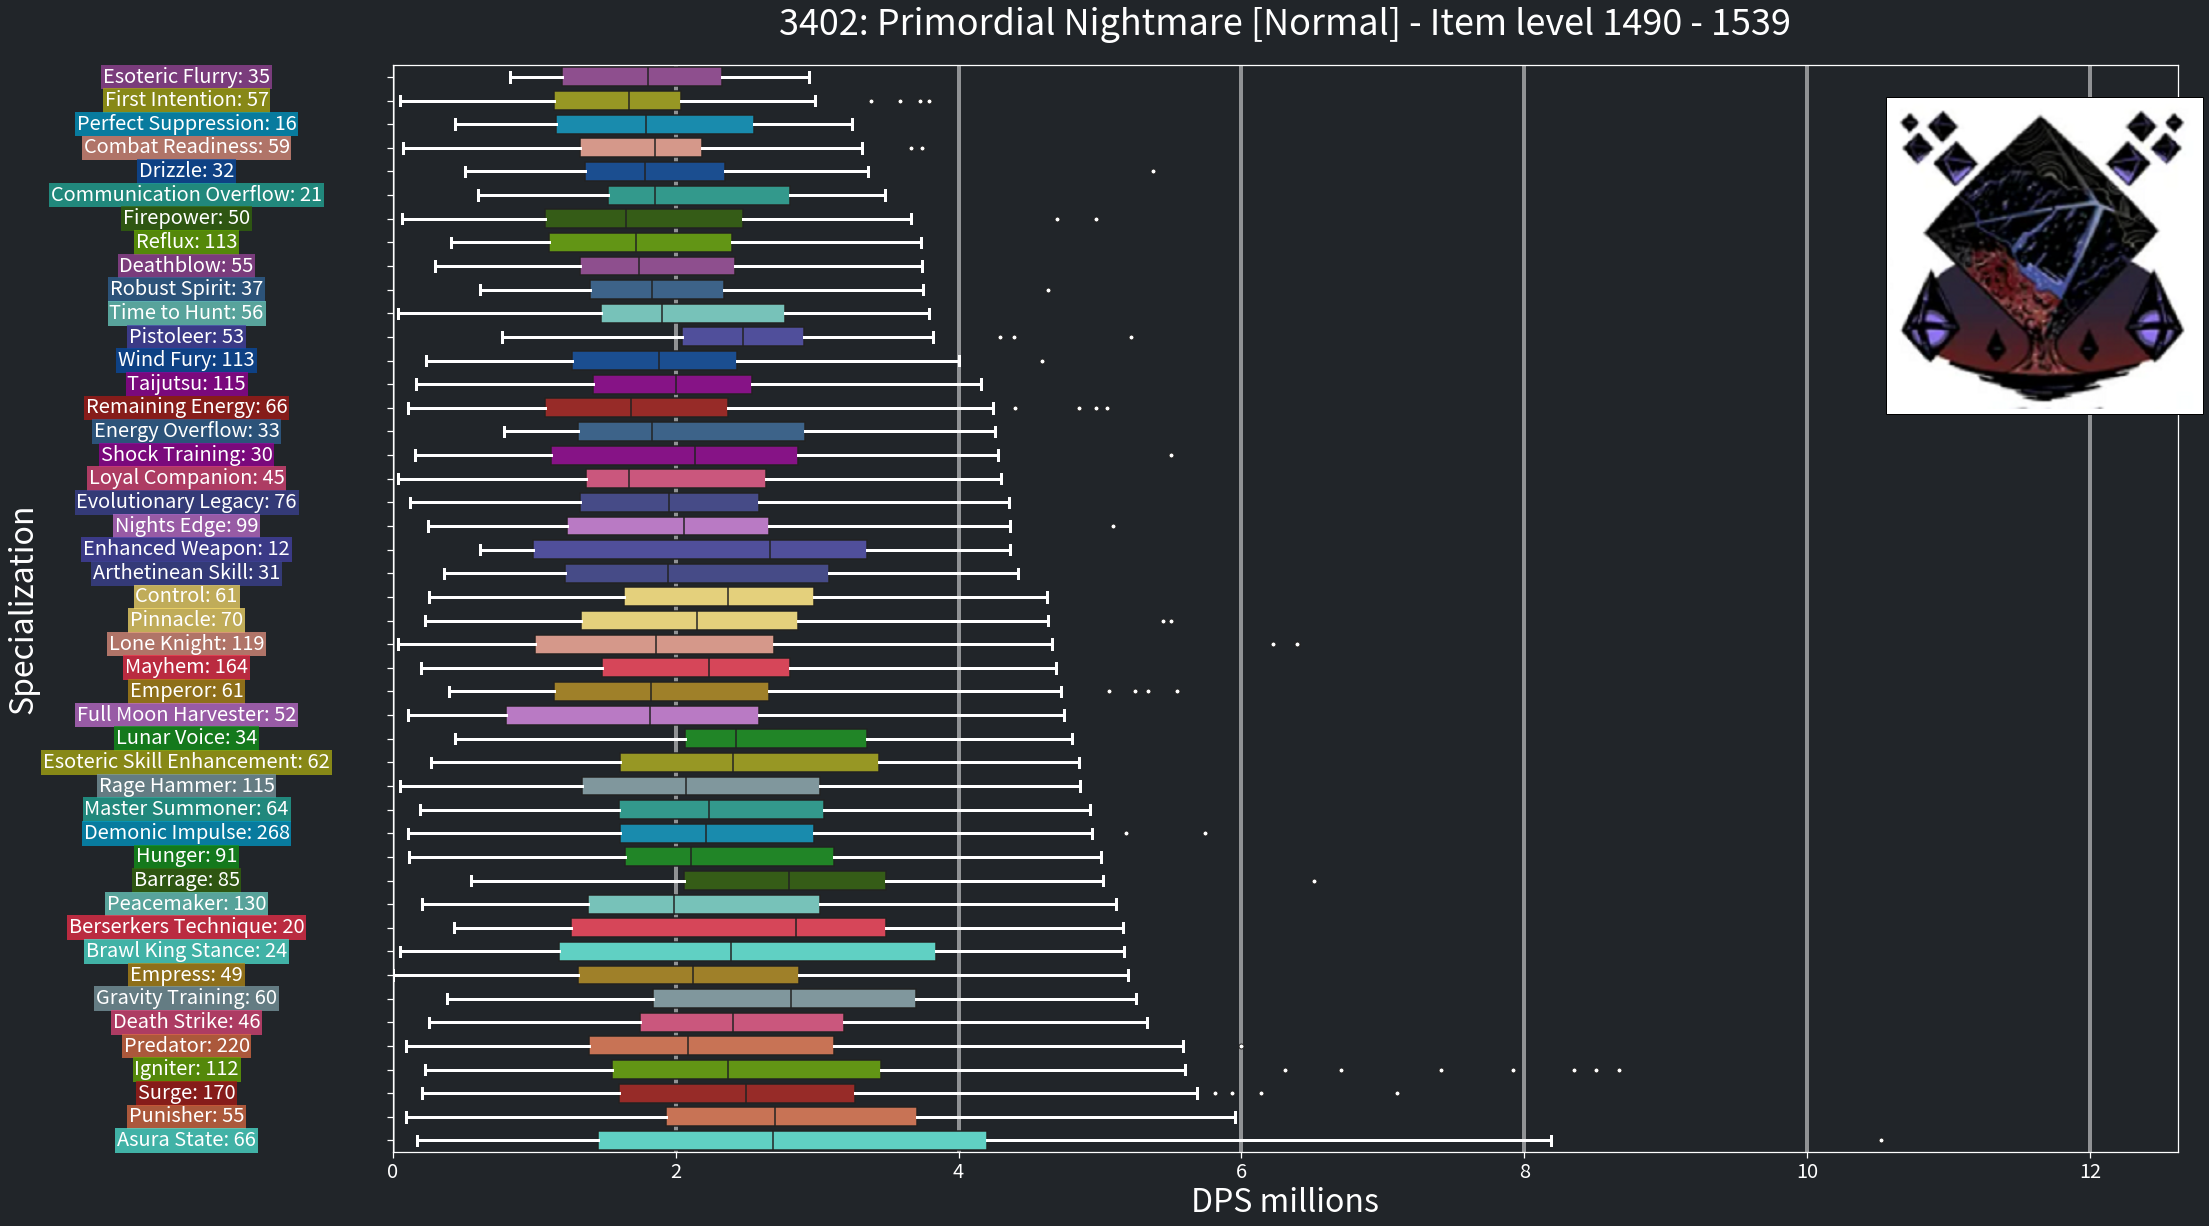 3402: Primordial Nightmare [Normal] - Item level 1490 - 1539
Specialization
Esoteric Flurry: 35
First Intention: 57
Perfect Suppression: 16
Combat Readiness: 59
Drizzle: 32
Communication Overflow: 21
Firepower: 50
Reflux: 113
Deathblow: 55
Robust Spirit: 37
Time to Hunt: 56
Pistoleer: 53
Wind Fury: 113
Taijutsu: 115
Remaining Energy: 66
Energy Overflow: 33
Shock Training: 30
Loyal Companion: 45
Evolutionary Legacy: 76
Nights Edge: 99
Enhanced Weapon: 12
Arthetinean Skill: 31
Control: 61
Pinnacle: 70
Lone Knight: 119
Mayhem: 164
Emperor: 61
Full Moon Harvester: 52
Lunar Voice: 34
Esoteric Skill Enhancement: 62
Rage Hammer: 115
Master Summoner: 64
Demonic Impulse: 268
Hunger: 91
Barrage: 85
Peacemaker: 130
Berserkers Technique: 20
Brawl King Stance: 24
Empress: 49
Gravity Training: 60
Death Strike: 46
Predator: 220
Igniter: 112
Surge: 170
Punisher: 55
Asura State: 66
0 2 4 6 8 10 12
DPS millions